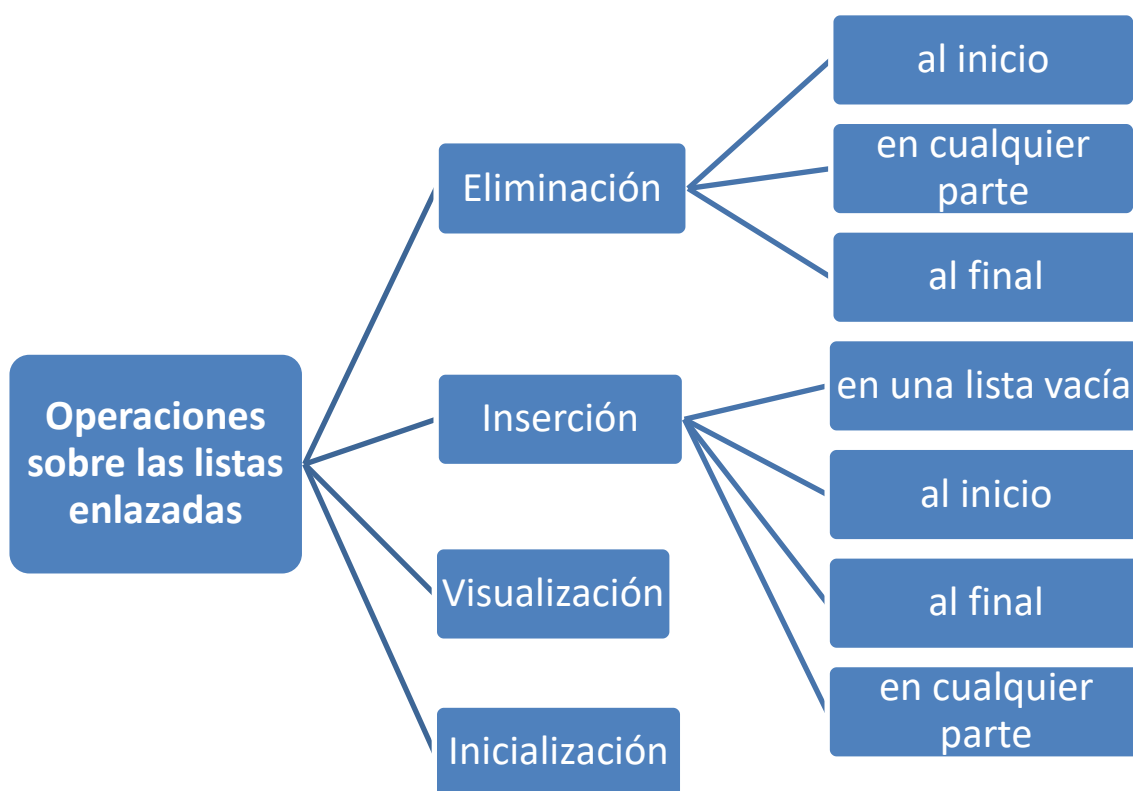 Operaciones
sobre las listas
enlazadas
Eliminación
al inicio
en cualquier
parte
al final
Inserción
en una lista vacía
al inicio
al final
en cualquier
parte
Visualización
Inicialización